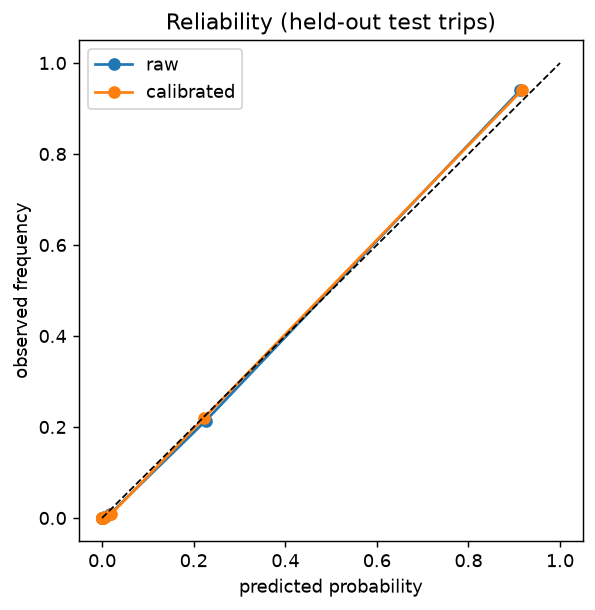 Reliability (held-out test trips)
raw
calibrated
observed frequency
1.0
0.8
0.6
0.4
0.2
0.0
0.0 0.2 0.4 0.6 0.8 1.0
predicted probability